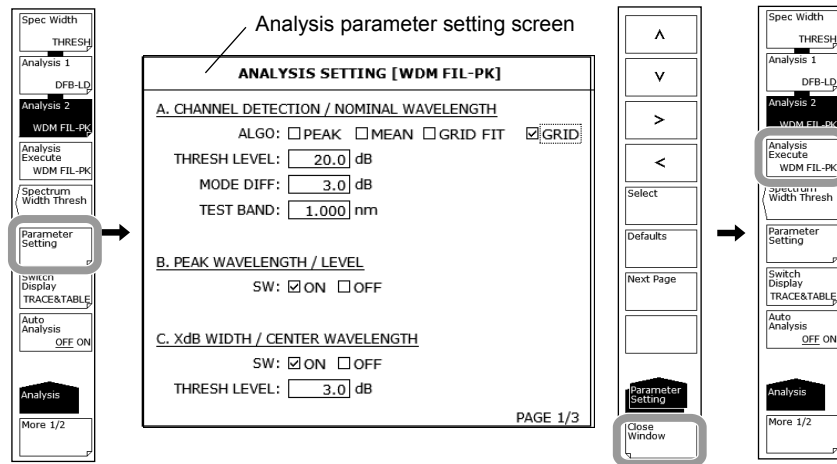 Analysis parameter setting screen
Spec Width
THRESH
Analysis 1
DFB-LD
Analysis 2
WDM FIL-PK
Analysis
Execute
WDM FIL-PK
Spectrum
Width Thresh
Parameter
Setting
Switch
Display
TRACE&TABLE
Auto
Analysis
OFF ON
Analysis
More 1/2
ANALYSIS SETTING [WDM FIL-PK]
A. CHANNEL DETECTION / NOMINAL WAVELENGTH
ALGO: ☐PEAK ☐MEAN ☐GRID FIT ☑GRID
THRESH LEVEL: 20.0 dB
MODE DIFF: 3.0 dB
TEST BAND: 1.000 nm
B. PEAK WAVELENGTH / LEVEL
SW: ☑ON ☐OFF
C. XdB WIDTH / CENTER WAVELENGTH
SW: ☑ON ☐OFF
THRESH LEVEL: 3.0 dB
PAGE 1/3
Select
Defaults
Next Page
Parameter
Setting
Close
Window
Spec Width
THRESH
Analysis 1
DFB-LD
Analysis 2
WDM FIL-PK
Analysis
Execute
WDM FIL-PK
Spectrum
Width Thresh
Parameter
Setting
Switch
Display
TRACE&TABLE
Auto
Analysis
OFF ON
Analysis
More 1/2